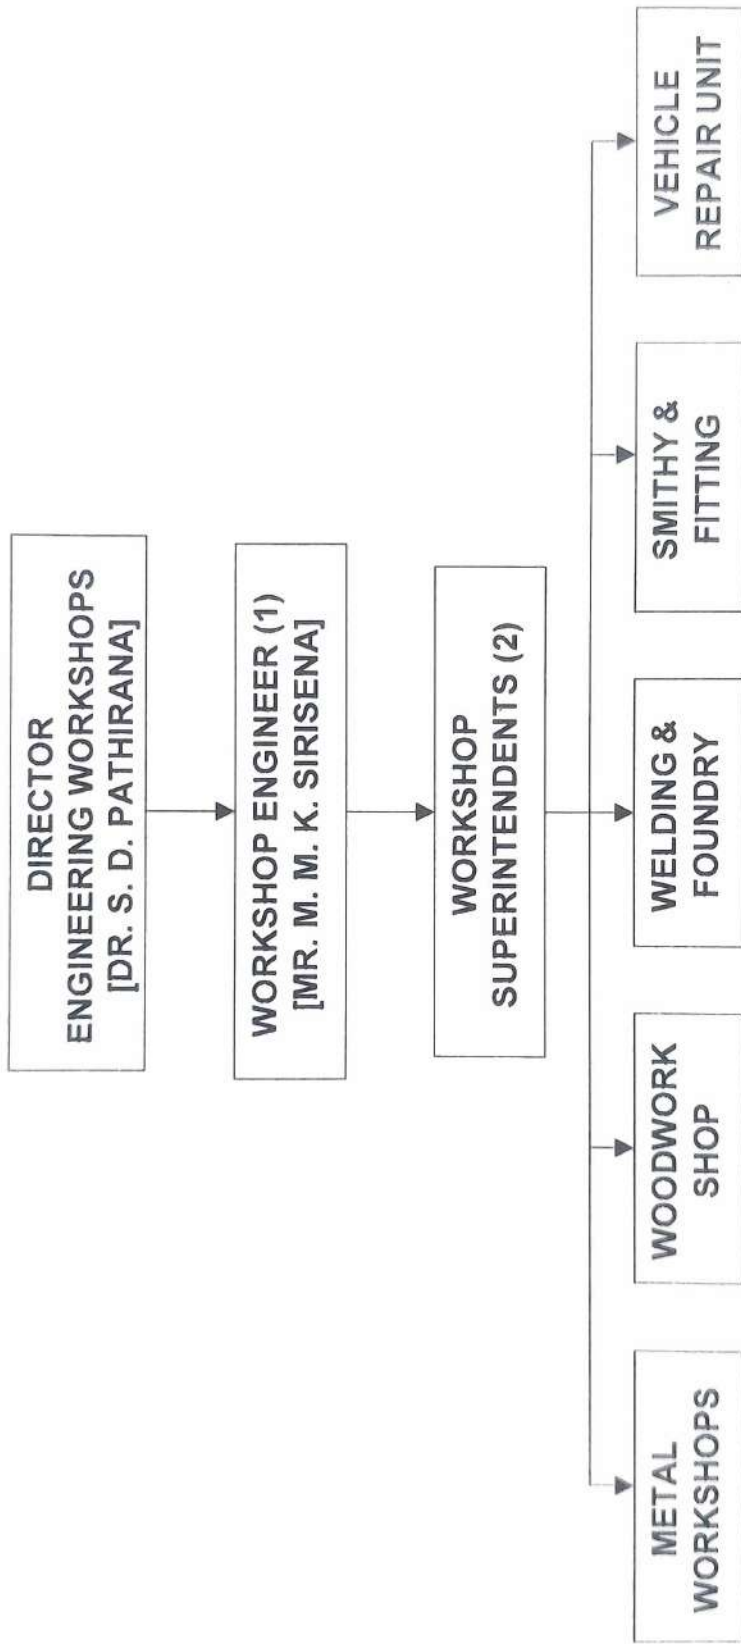 DIRECTOR
ENGINEERING WORKSHOPS
[DR. S. D. PATHIRANA]
WORKSHOP ENGINEER (1)
[MR. M. M. K. SIRISENA]
WORKSHOP
SUPERINTENDENTS (2)
METAL
WORKSHOPS
WOODWORK
SHOP
WELDING &
FOUNDRY
SMITHY &
FITTING
VEHICLE
REPAIR UNIT